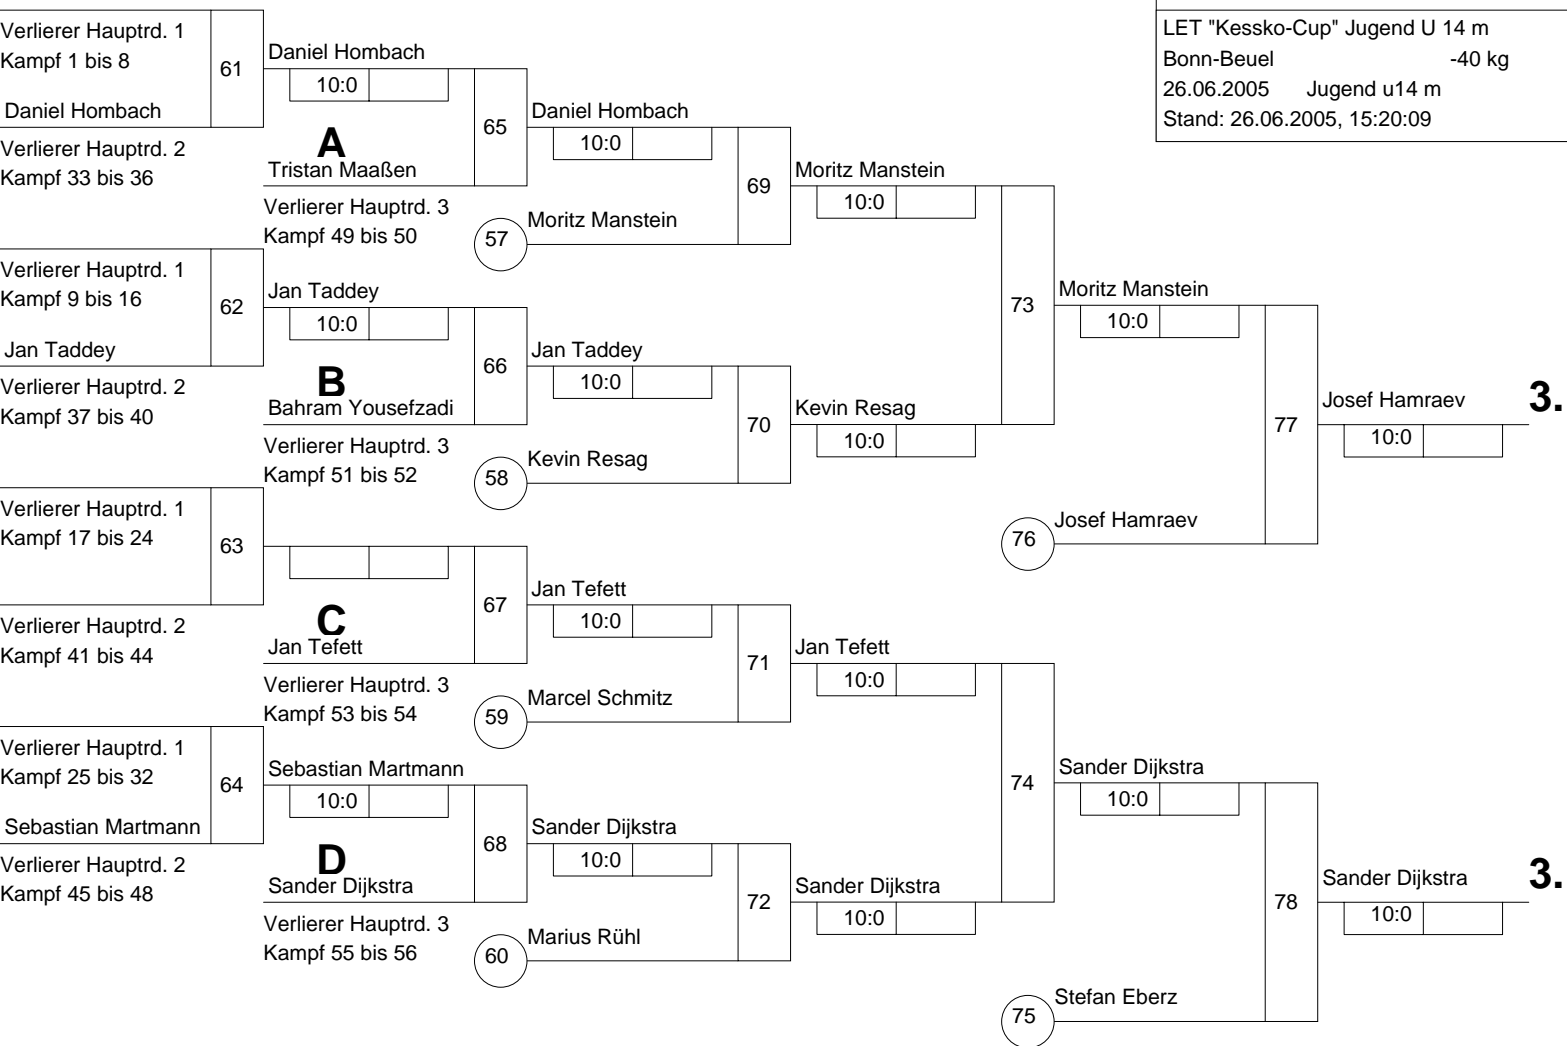 LET "Kessko-Cup" Jugend U 14 m
Bonn-Beuel -40 kg
26.06.2005 Jugend u14 m
Stand: 26.06.2005, 15:20:09
Verlierer Hauptrd. 1
Kampf 1 bis 8
61
Daniel Hombach
Verlierer Hauptrd. 2
Kampf 33 bis 36
Verlierer Hauptrd. 1
Kampf 9 bis 16
62
Jan Taddey
Verlierer Hauptrd. 2
Kampf 37 bis 40
Verlierer Hauptrd. 1
Kampf 17 bis 24
63
Verlierer Hauptrd. 2
Kampf 41 bis 44
Verlierer Hauptrd. 1
Kampf 25 bis 32
64
Sebastian Martmann
Verlierer Hauptrd. 2
Kampf 45 bis 48
Daniel Hombach
10:0
A
65
Tristan Maaßen
Verlierer Hauptrd. 3
Kampf 49 bis 50
Jan Taddey
10:0
B
66
Bahram Yousefzadi
Verlierer Hauptrd. 3
Kampf 51 bis 52
C
67
Jan Tefett
Verlierer Hauptrd. 3
Kampf 53 bis 54
Sebastian Martmann
10:0
D
68
Sander Dijkstra
Verlierer Hauptrd. 3
Kampf 55 bis 56
Daniel Hombach
10:0
69
57
Moritz Manstein
Jan Taddey
10:0
70
58
Kevin Resag
Jan Tefett
10:0
71
59
Marcel Schmitz
Sander Dijkstra
10:0
72
60
Marius Rühl
Moritz Manstein
10:0
73
Kevin Resag
10:0
Jan Tefett
10:0
74
Sander Dijkstra
10:0
Moritz Manstein
10:0
77
76
Josef Hamraev
Sander Dijkstra
10:0
78
75
Stefan Eberz
Josef Hamraev
10:0
3.
Sander Dijkstra
10:0
3.